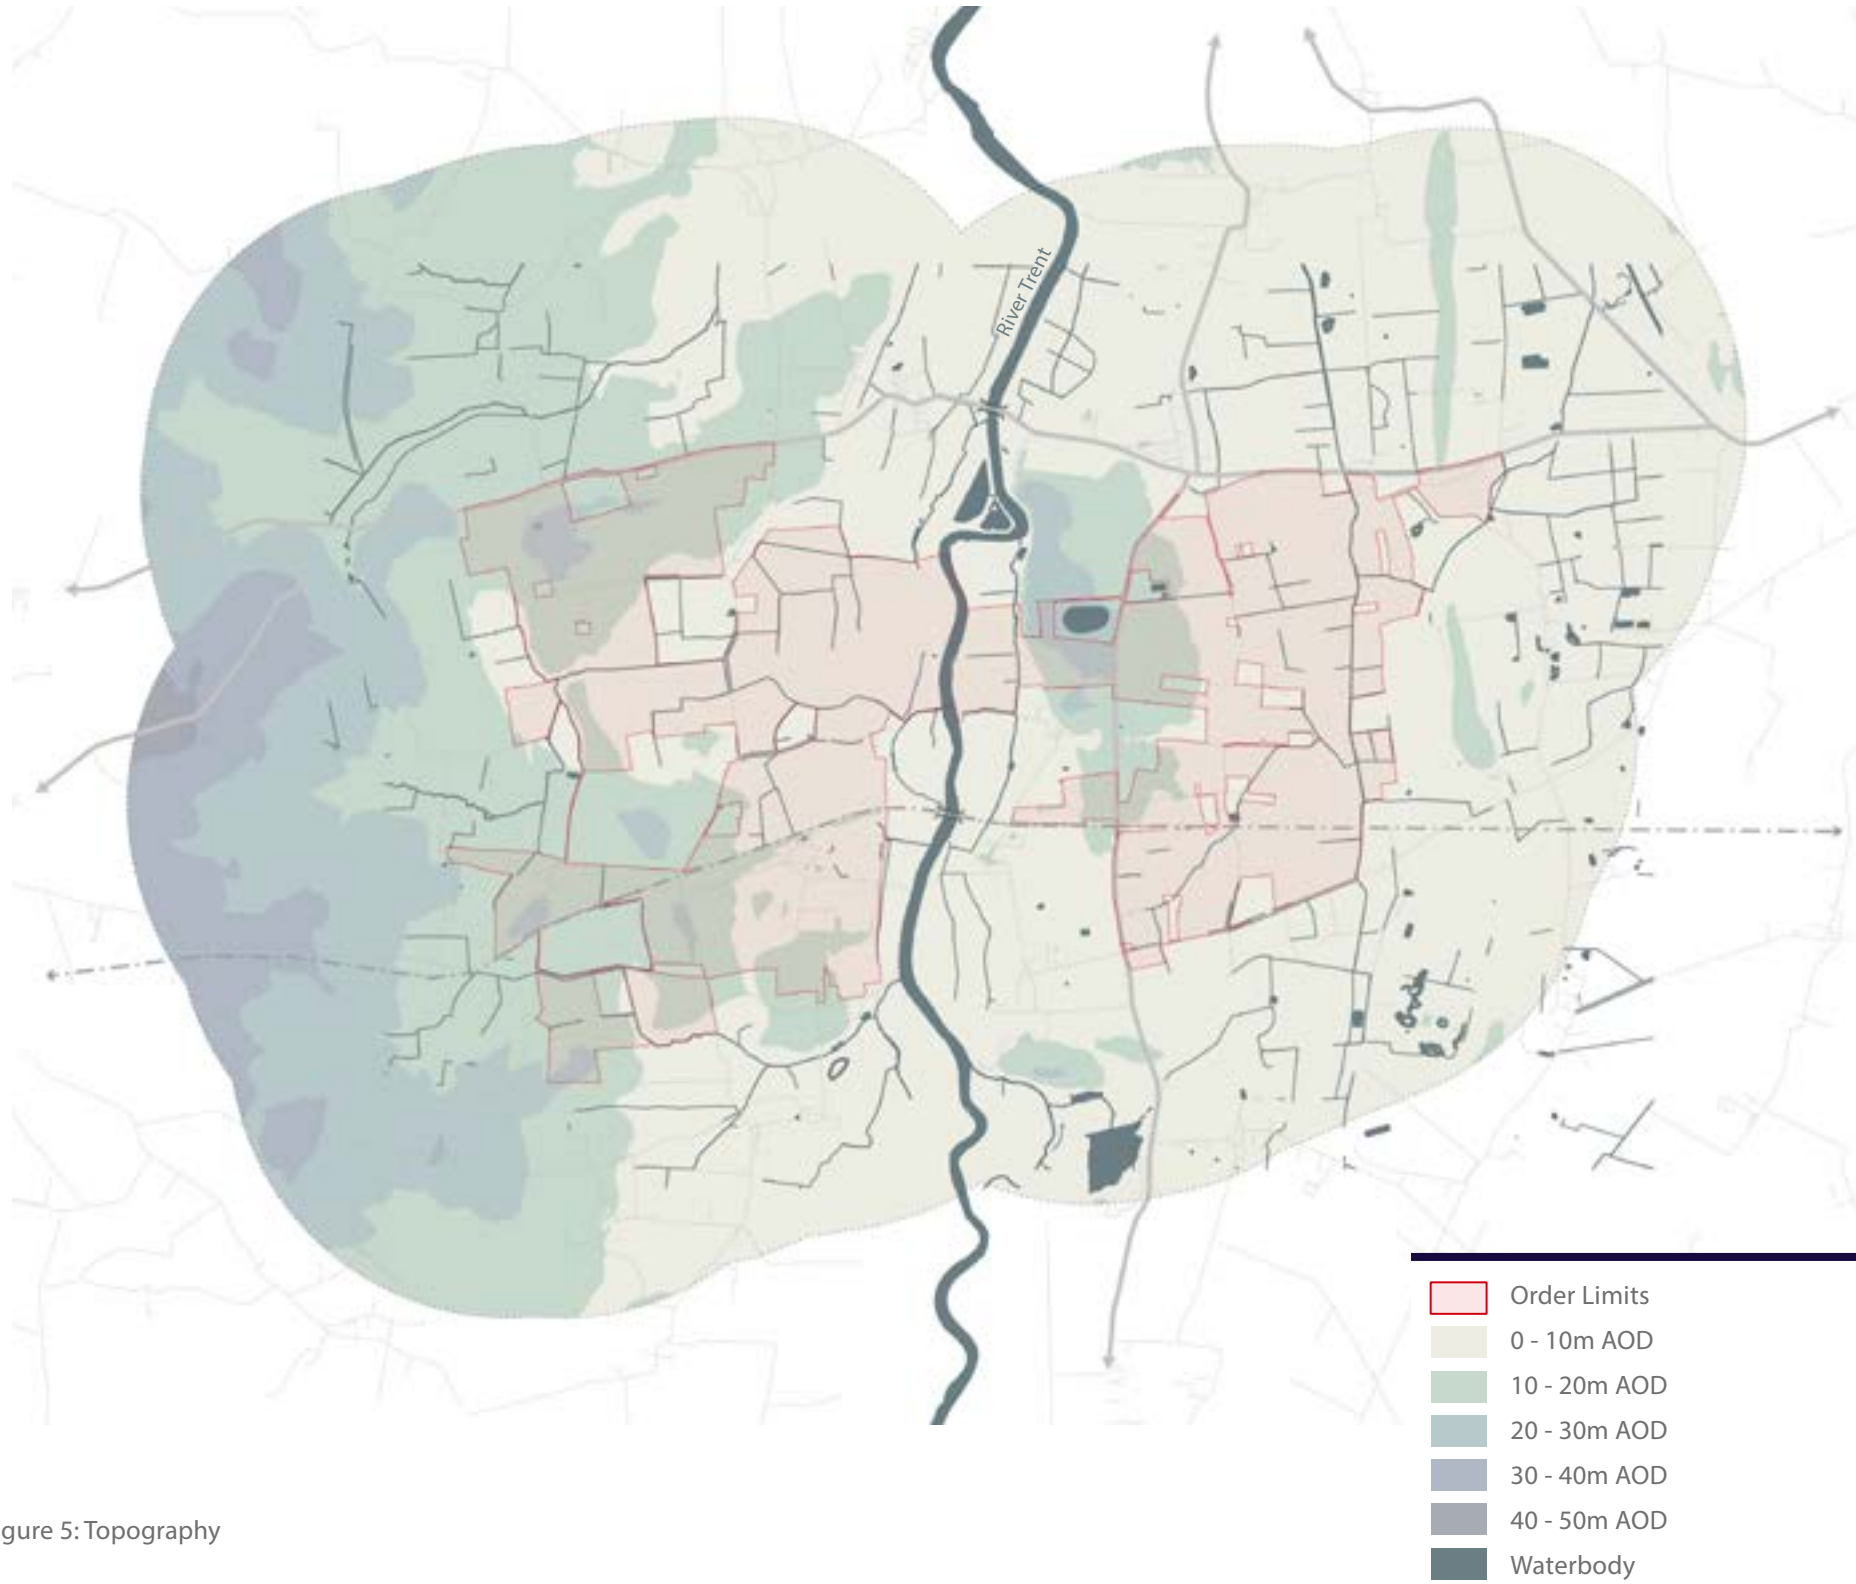 River Trent
Order Limits
0 - 10m AOD
10 - 20m AOD
20 - 30m AOD
30 - 40m AOD
40 - 50m AOD
Waterbody
gure 5: Topography